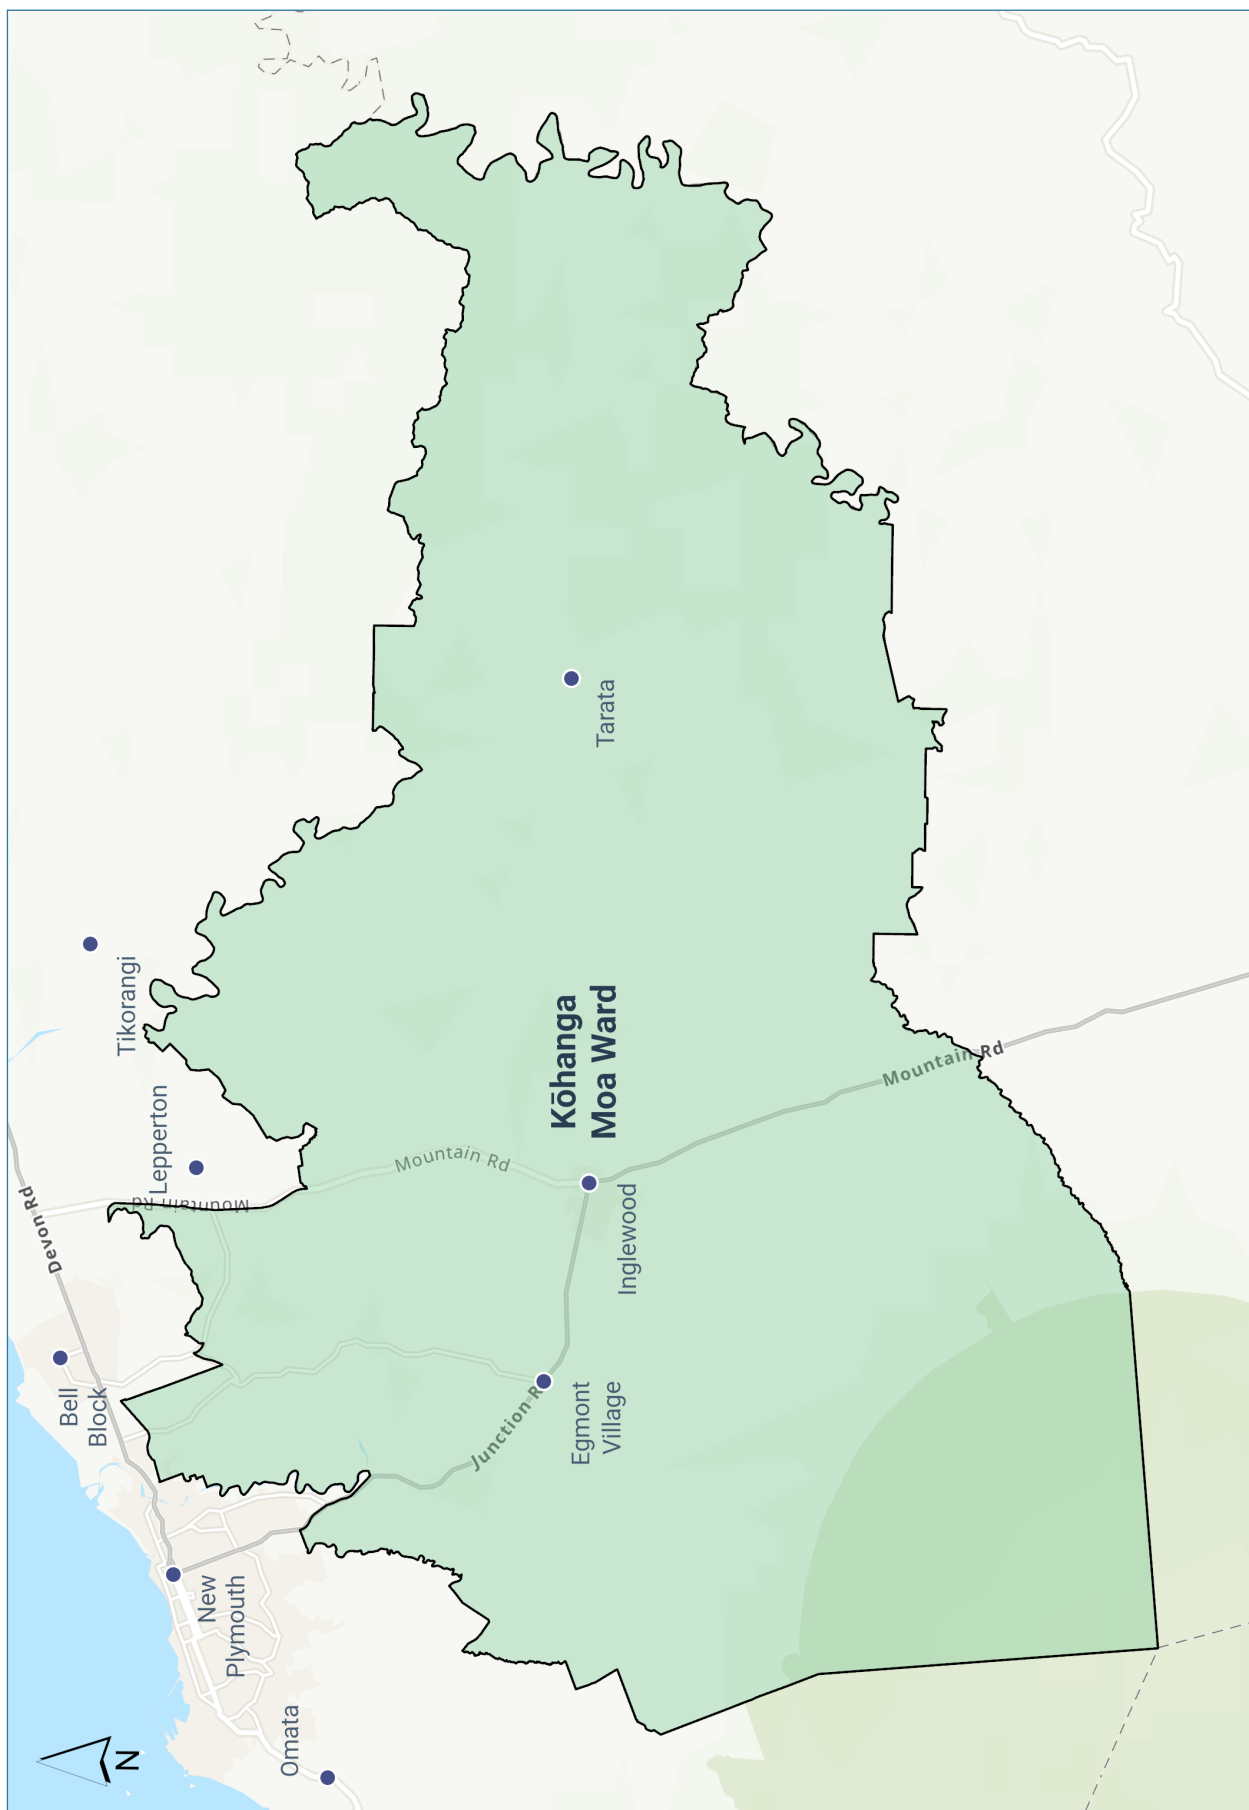 Tikorangi
Lepperton
Devon Rd
Mountain Rd
Bell
Block
New
Plymouth
Omata
N
Tarata
Kōhanga
Moa Ward
Mountain Rd
Mountain Rd
Inglewood
Egmont
Village
Junction R